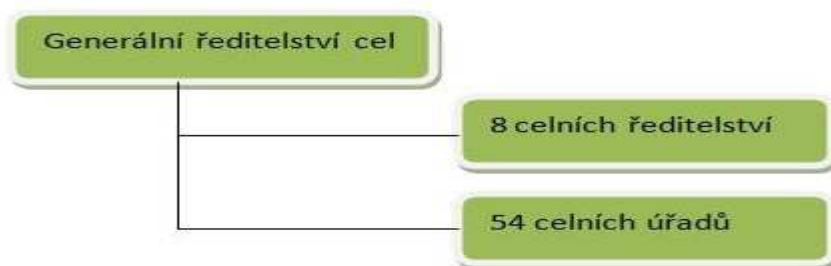 Generální ředitelství cel
8 celních ředitelství
54 celních úřadů